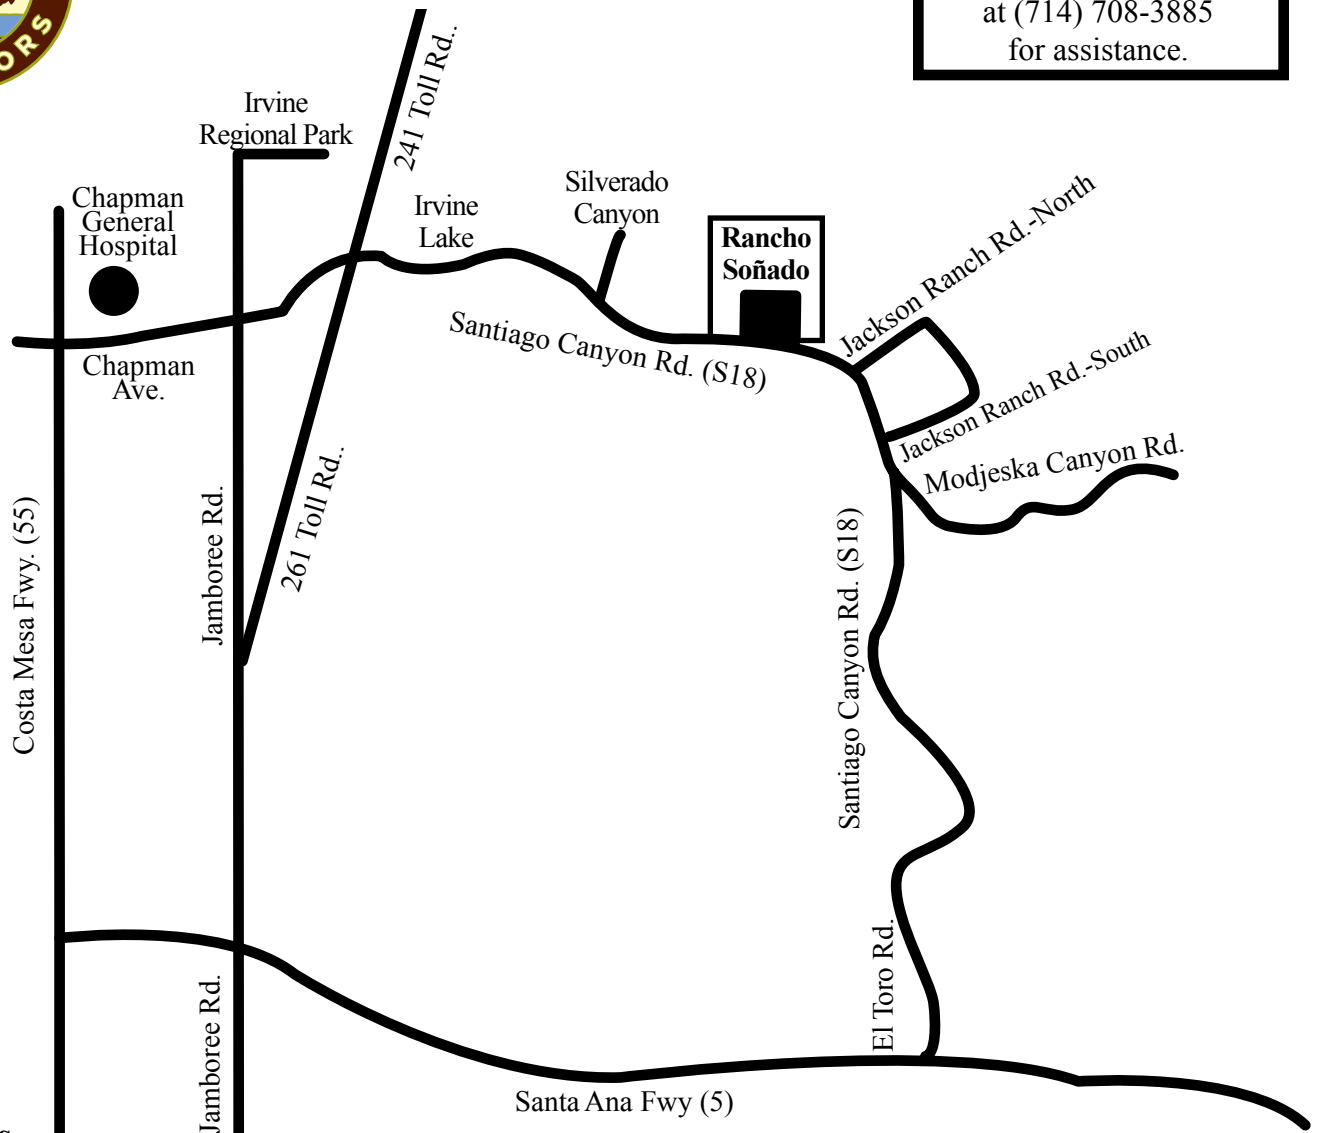 ORS
at (714) 708-3885
for assistance.
241 Toll Rd..
Irvine
Regional Park
Chapman
General
Hospital
Irvine
Lake
Silverado
Canyon
Rancho
Soñado
Jackson Ranch Rd.-North
Santiago Canyon Rd. (S18)
Chapman
Ave.
Jackson Ranch Rd.-South
Modjeska Canyon Rd.
261 Toll Rd..
Jamboree Rd.
Costa Mesa Fwy. (55)
Santiago Canyon Rd. (S18)
El Toro Rd.
Jamboree Rd.
Santa Ana Fwy (5)